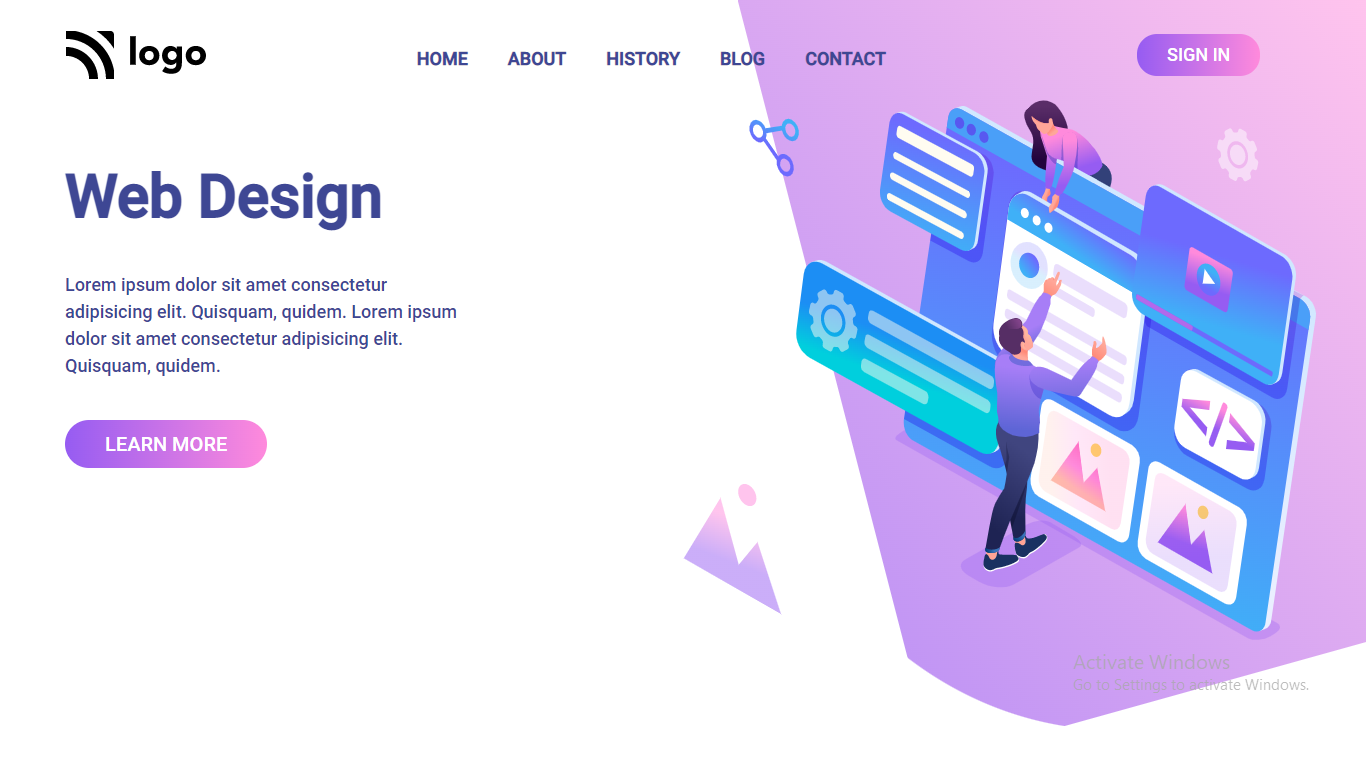 logo
HOME ABOUT HISTORY BLOG CONTACT
SIGN IN
Web Design
Lorem ipsum dolor sit amet consectetur
adipisicing elit. Quisquam, quidem. Lorem ipsum
dolor sit amet consectetur adipisicing elit.
Quisquam, quidem.
LEARN MORE
</>
Activate Windows
Go to Settings to activate Windows.